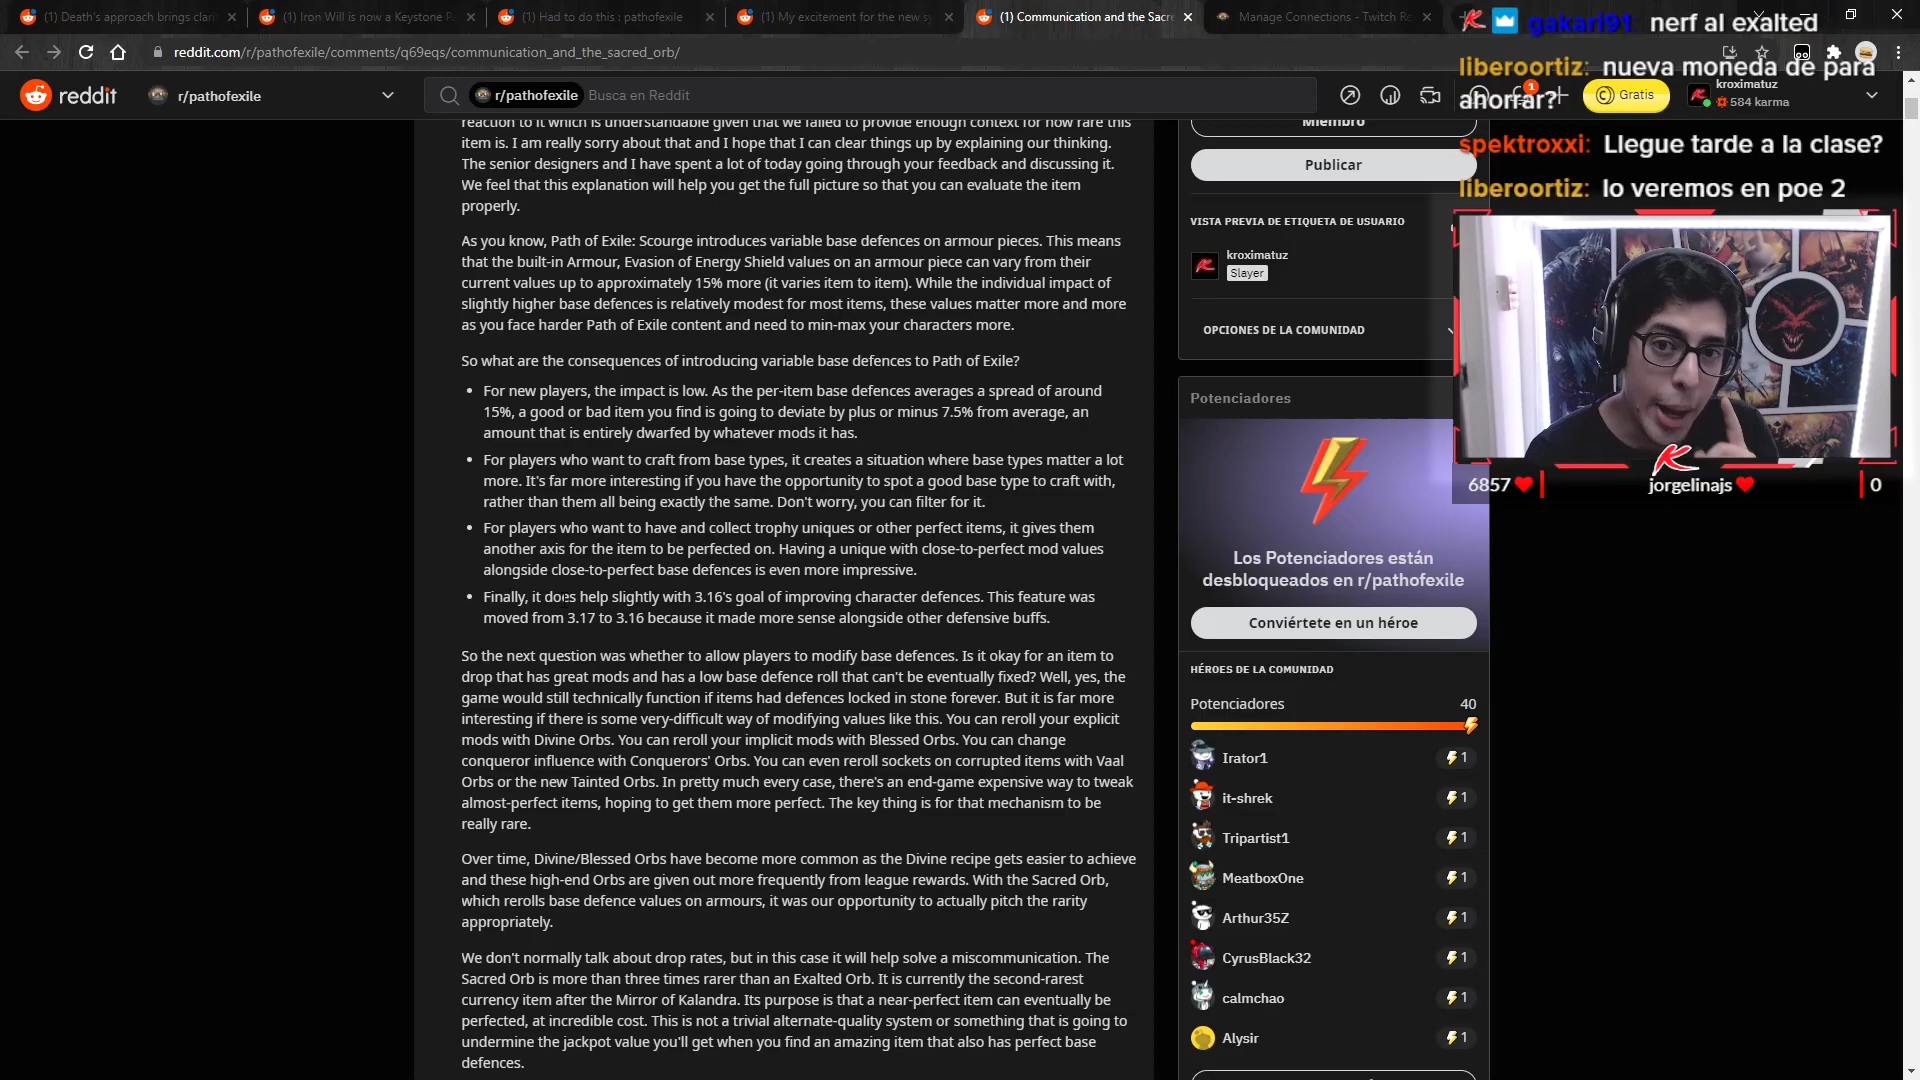 (1) Death's approach brings clari
(1) Iron Will is now a Keystone P
(1) Had to do this : pathofexile
(1) My excitement for the new sy
(1) Communication and the Sacre
Manage Connections - Twitch
gakari91: nerf al exalted
reddit.com/r/pathofexile/comments/q69eqs/communication_and_the_sacred_orb/
liberoortiz: nueva moneda de para
ahorrar?
reddit
r/pathofexile
r/pathofexile
Busca en Reddit
1
Gratis
kroximatuz
584 karma
spektroxxi: Llegue tarde a la clase?
liberoortiz: lo veremos en poe 2
reaction to it which is understandable given that we failed to provide enough context for how rare this
item is. I am really sorry about that and I hope that I can clear things up by explaining our thinking.
The senior designers and I have spent a lot of today going through your feedback and discussing it.
We feel that this explanation will help you get the full picture so that you can evaluate the item
properly.
As you know, Path of Exile: Scourge introduces variable base defences on armour pieces. This means
that the built-in Armour, Evasion of Energy Shield values on an armour piece can vary from their
current values up to approximately 15% more (it varies item to item). While the individual impact of
slightly higher base defences is relatively modest for most items, these values matter more and more
as you face harder Path of Exile content and need to min-max your characters more.
So what are the consequences of introducing variable base defences to Path of Exile?
• For new players, the impact is low. As the per-item base defences averages a spread of around
15%, a good or bad item you find is going to deviate by plus or minus 7.5% from average, an
amount that is entirely dwarfed by whatever mods it has.
• For players who want to craft from base types, it creates a situation where base types matter a lot
more. It's far more interesting if you have the opportunity to spot a good base type to craft with,
rather than them all being exactly the same. Don't worry, you can filter for it.
• For players who want to have and collect trophy uniques or other perfect items, it gives them
another axis for the item to be perfected on. Having a unique with close-to-perfect mod values
alongside close-to-perfect base defences is even more impressive.
• Finally, it does help slightly with 3.16's goal of improving character defences. This feature was
moved from 3.17 to 3.16 because it made more sense alongside other defensive buffs.
So the next question was whether to allow players to modify base defences. Is it okay for an item to
drop that has great mods and has a low base defence roll that can't be eventually fixed? Well, yes, the
game would still technically function if items had defences locked in stone forever. But it is far more
interesting if there is some very-difficult way of modifying values like this. You can reroll your explicit
mods with Divine Orbs. You can reroll your implicit mods with Blessed Orbs. You can change
conqueror influence with Conquerors' Orbs. You can even reroll sockets on corrupted items with Vaal
Orbs or the new Tainted Orbs. In pretty much every case, there's an end-game expensive way to tweak
almost-perfect items, hoping to get them more perfect. The key thing is for that mechanism to be
really rare.
Over time, Divine/Blessed Orbs have become more common as the Divine recipe gets easier to achieve
and these high-end Orbs are given out more frequently from league rewards. With the Sacred Orb,
which rerolls base defence values on armours, it was our opportunity to actually pitch the rarity
appropriately.
We don't normally talk about drop rates, but in this case it will help solve a miscommunication. The
Sacred Orb is more than three times rarer than an Exalted Orb. It is currently the second-rarest
currency item after the Mirror of Kalandra. Its purpose is that a near-perfect item can eventually be
perfected, at incredible cost. This is not a trivial alternate-quality system or something that is going to
undermine the jackpot value you'll get when you find an amazing item that also has perfect base
defences.
Miembro
Publicar
VISTA PREVIA DE ETIQUETA DE USUARIO
kroximatuz
Slayer
OPCIONES DE LA COMUNIDAD
Potenciadores
6857
jorgelinajs
0
Los Potenciadores están
desbloqueados en r/pathofexile
Conviértete en un héroe
HÉROES DE LA COMUNIDAD
Potenciadores 40
Irator1 1
it-shrek 1
Tripartist1 1
MeatboxOne 1
Arthur35Z 1
CyrusBlack32 1
calmchao 1
Alysir 1